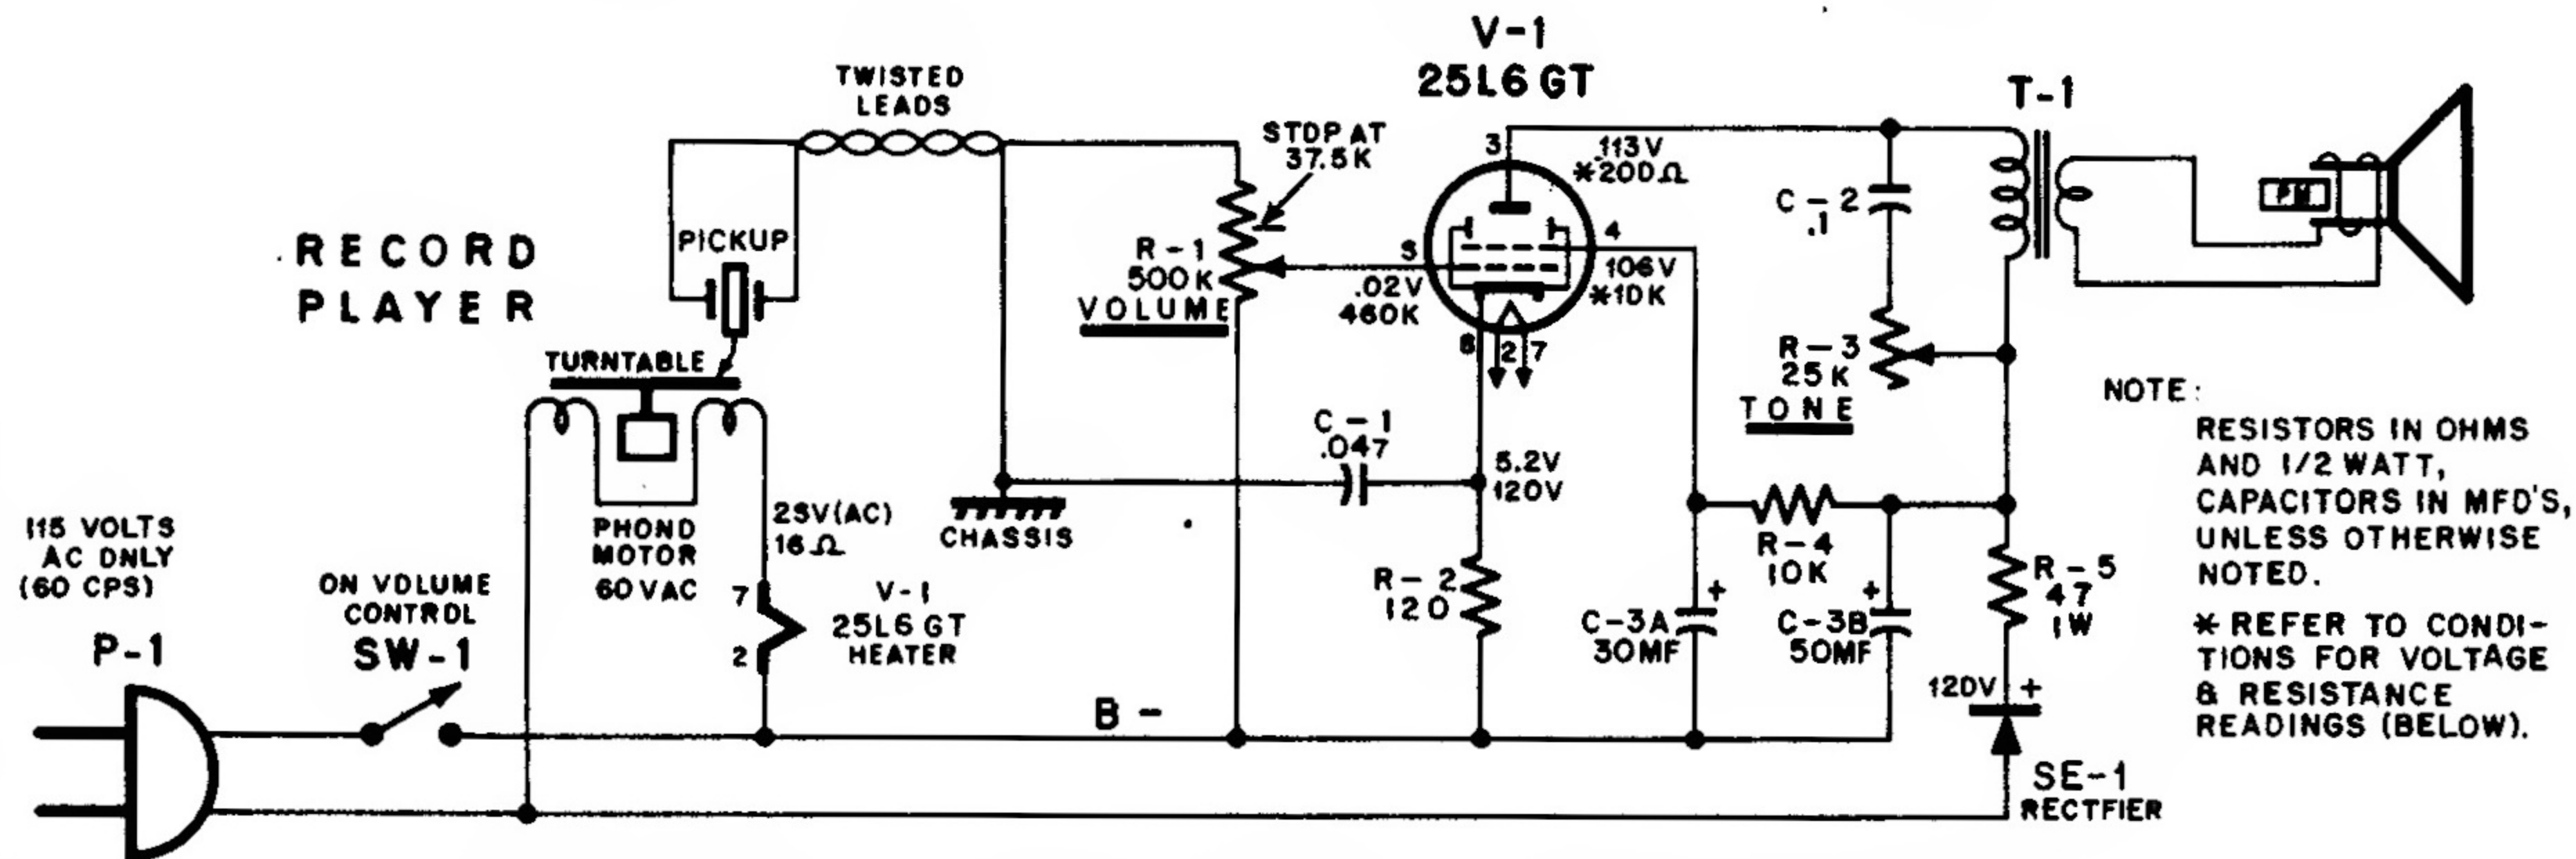 V-1
25L6 GT
T-1
TWISTED
LEADS
STOP AT
37.5K
3
.113V
*200Ω
C-2
.1
PM
RECORD
PLAYER
PICKUP
R-1
500K
VOLUME
5
.02V
460K
4
106V
*10K
8
2
7
R-3
25K
TONE
TURNTABLE
C-1
.047
5.2V
120V
NOTE:
RESISTORS IN OHMS
AND 1/2 WATT,
CAPACITORS IN MFD'S,
UNLESS OTHERWISE
NOTED.
* REFER TO CONDI-
TIONS FOR VOLTAGE
& RESISTANCE
READINGS (BELOW).
115 VOLTS
AC ONLY
(60 CPS)
P-1
ON VOLUME
CONTROL
SW-1
PHONO
MOTOR
60 VAC
25V(AC)
16Ω
7
2
V-1
25L6 GT
HEATER
CHASSIS
B -
R-2
120
R-4
10K
C-3A
30MF
+
C-3B
50MF
+
R-5
47
1W
120V +
SE-1
RECTFIER